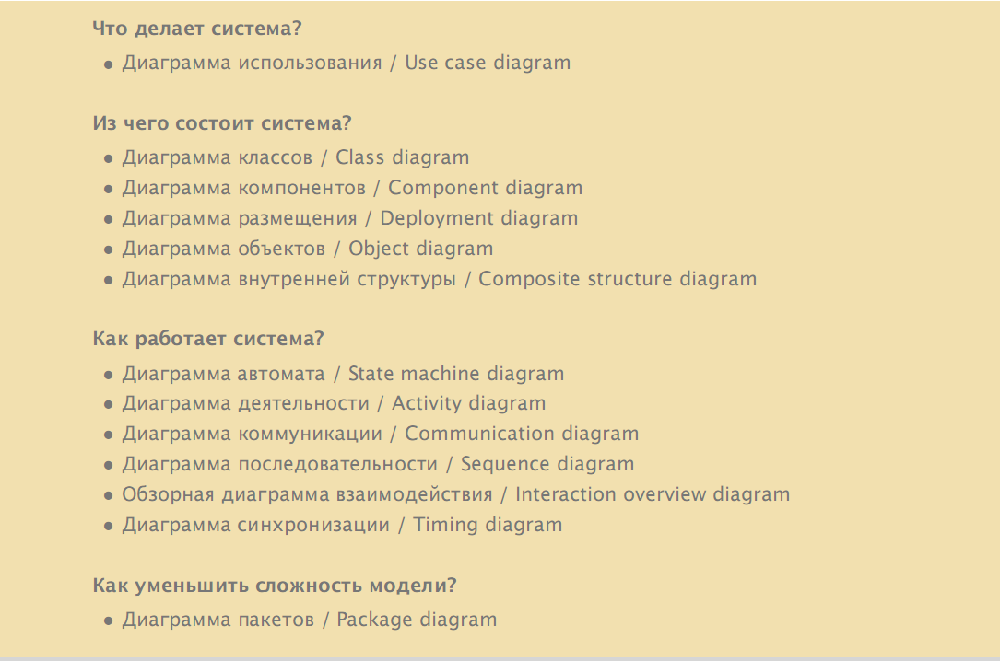 Что делает система?
● Диаграмма использования / Use case diagram
Из чего состоит система?
● Диаграмма классов / Class diagram
● Диаграмма компонентов / Component diagram
● Диаграмма размещения / Deployment diagram
● Диаграмма объектов / Object diagram
● Диаграмма внутренней структуры / Composite structure diagram
Как работает система?
● Диаграмма автомата / State machine diagram
● Диаграмма деятельности / Activity diagram
● Диаграмма коммуникации / Communication diagram
● Диаграмма последовательности / Sequence diagram
● Обзорная диаграмма взаимодействия / Interaction overview diagram
● Диаграмма синхронизации / Timing diagram
Как уменьшить сложность модели?
● Диаграмма пакетов / Package diagram